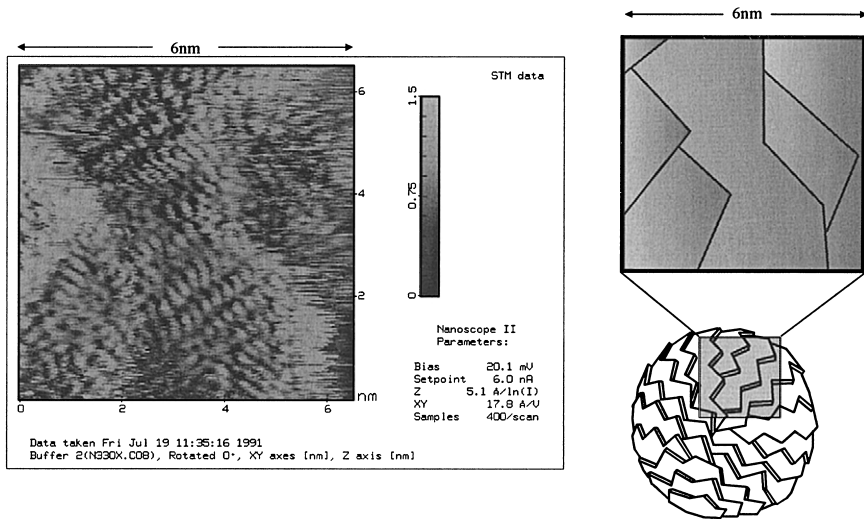 6nm
6nm
STM data
1.5
0.75
0
6
4
2
nm
0
2
4
6
Nanoscope II
Parameters:
Bias 20.1 mV
Setpoint 6.0 nA
Z 5.1 A/ln(I)
XY 17.8 A/V
Samples 400/scan
Data taken Fri Jul 19 11:35:16 1991
Buffer 2(N330X.C08), Rotated 0°, XY axes [nm], Z axis [nm]